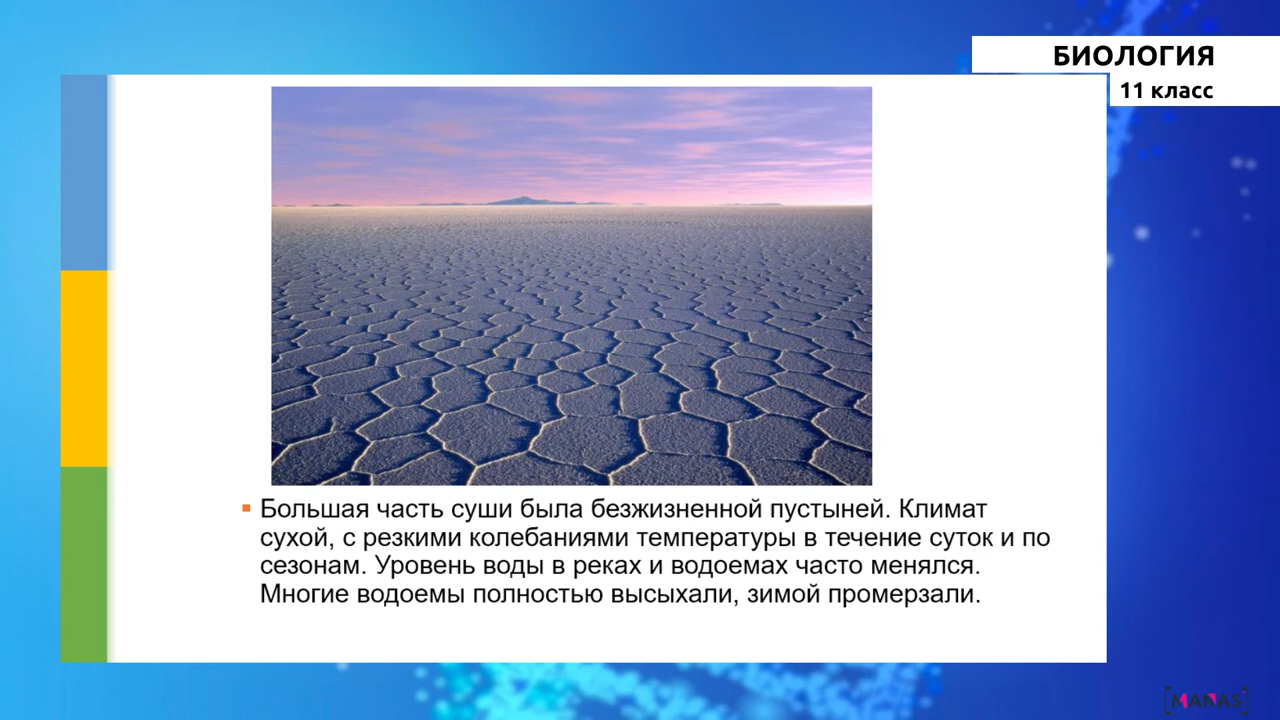 БИОЛОГИЯ
11 класс
Большая часть суши была безжизненной пустыней. Климат
сухой, с резкими колебаниями температуры в течение суток и по
сезонам. Уровень воды в реках и водоемах часто менялся.
Многие водоемы полностью высыхали, зимой промерзали.
[MANAS]